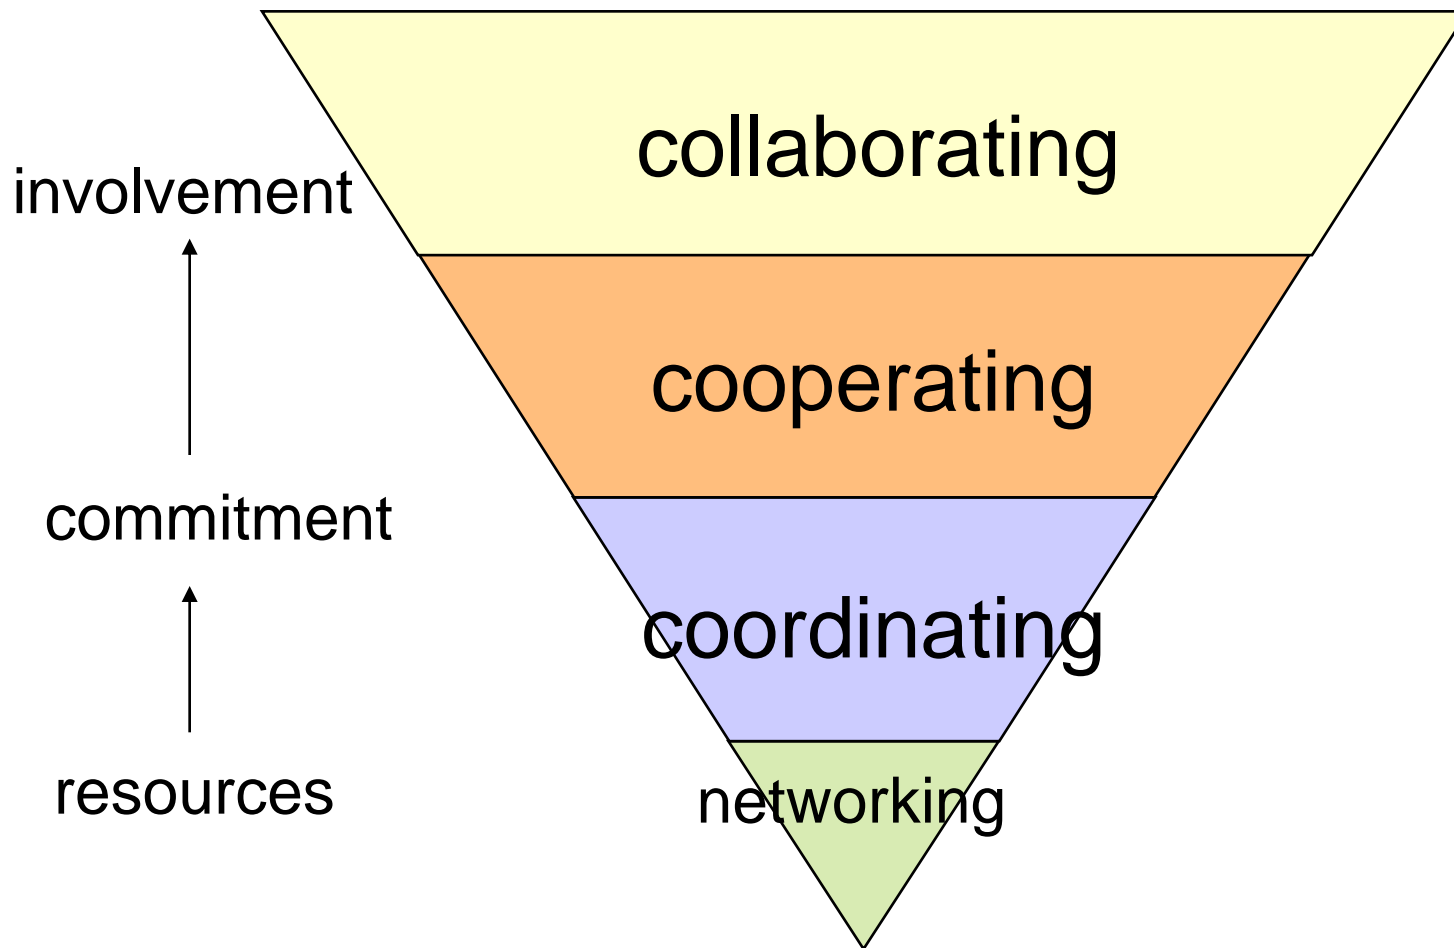 collaborating
involvement
cooperating
commitment
coordinating
resources
networking